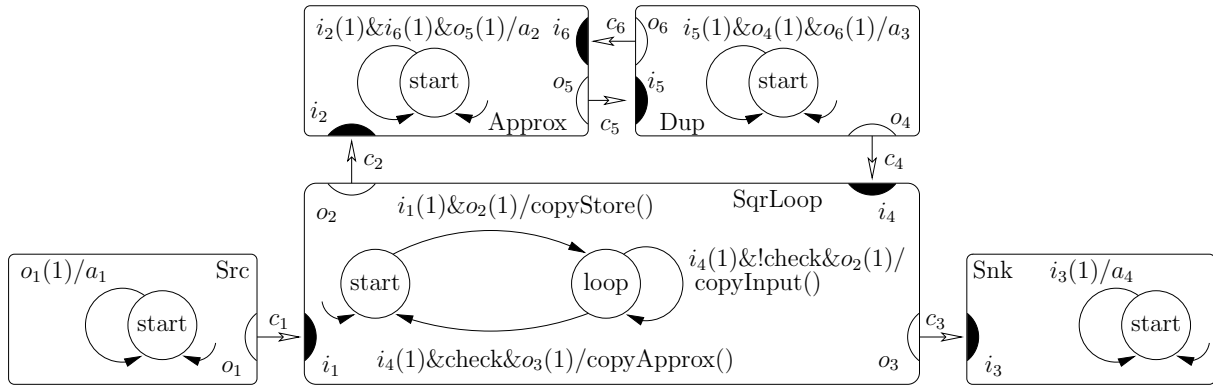 i₂(1)&i₆(1)&o₅(1)/a₂
i₆
c₆
o₆
i₅(1)&o₄(1)&o₆(1)/a₃
start
o₅
i₅
start
i₂
Approx
c₅
Dup
o₄
c₂
c₄
o₂
i₁(1)&o₂(1)/copyStore()
SqrLoop
i₄
o₁(1)/a₁
Src
start
loop
i₄(1)&!check&o₂(1)/
copyInput()
Snk
i₃(1)/a₄
start
c₁
c₃
start
o₁
i₁
i₄(1)&check&o₃(1)/copyApprox()
o₃
i₃